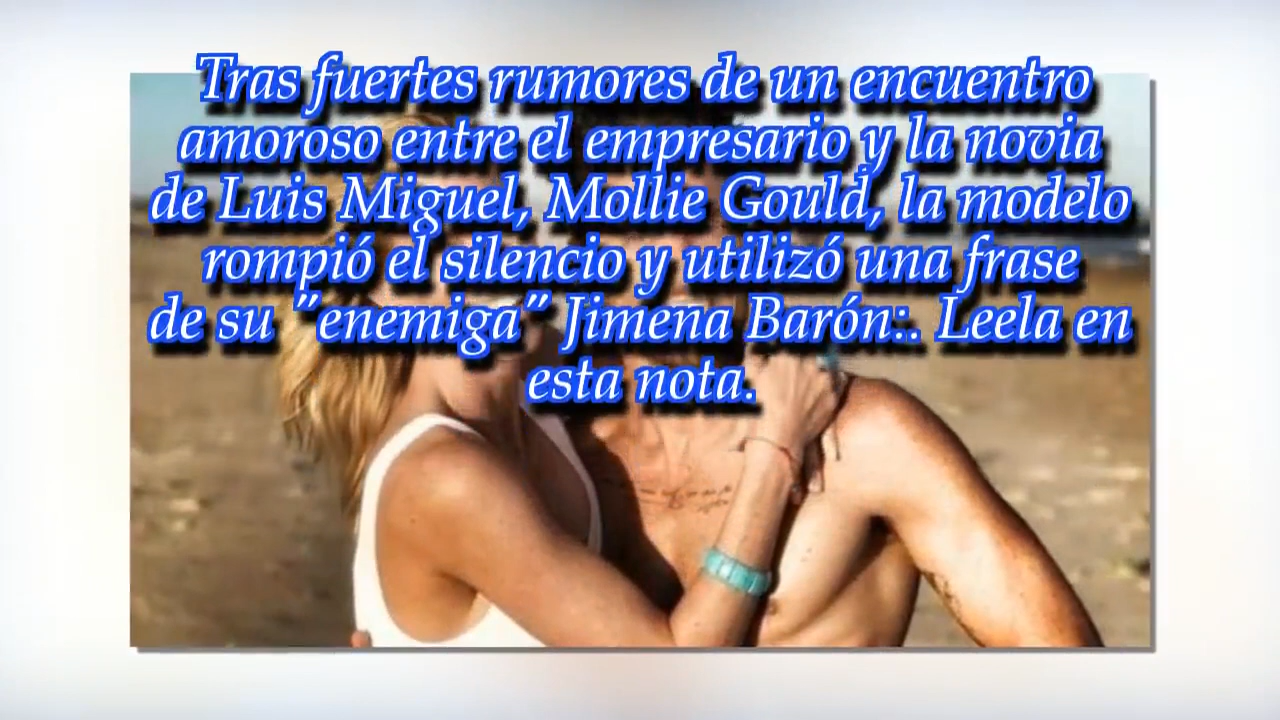 Tras fuertes rumores de un encuentro
amoroso entre el empresario y la novia
de Luis Miguel, Mollie Gould, la modelo
rompió el silencio y utilizó una frase
de su "enemiga" Jimena Barón:. Leela en
esta nota.